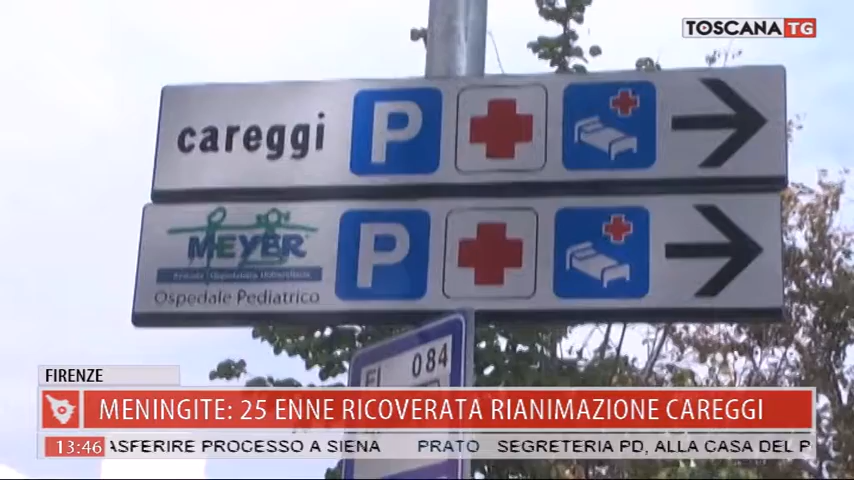 TOSCANA TG
careggi P
MEYER P
Azienda Ospedaliera Universitaria
Ospedale Pediatrico
FI 084
FIRENZE
MENINGITE: 25 ENNE RICOVERATA RIANIMAZIONE CAREGGI
13:46 ASFERIRE PROCESSO A SIENA PRATO SEGRETERIA PD, ALLA CASA DEL P